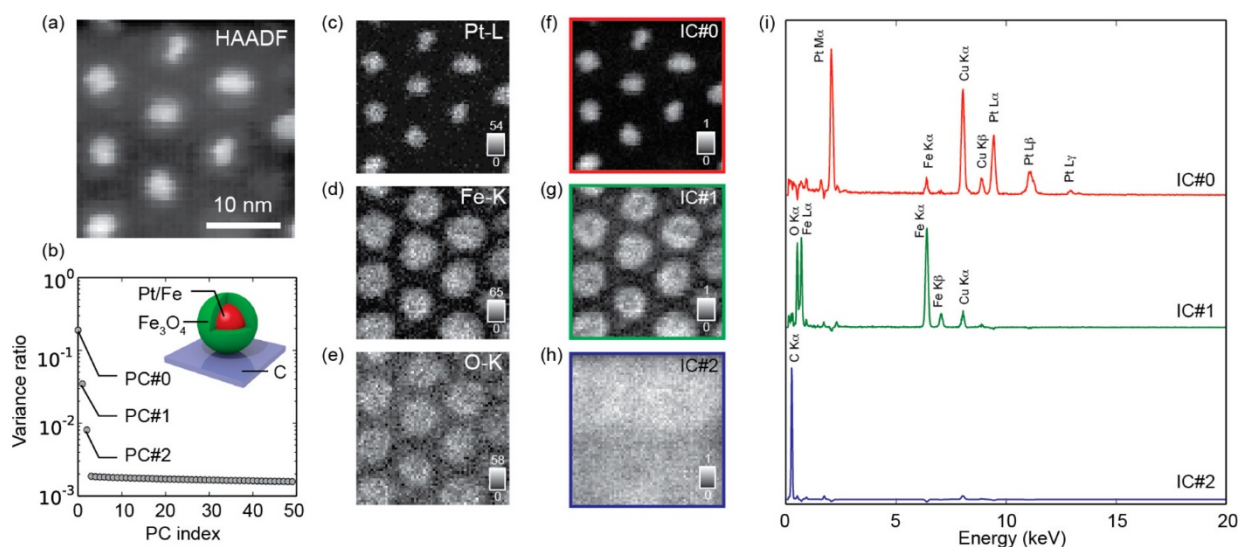 (a)
HAADF
10 nm
(b)
Variance ratio
10⁰
10⁻¹
10⁻²
10⁻³
0
10
20
30
40
50
PC index
Pt/Fe
Fe₃O₄
C
PC#0
PC#1
PC#2
(c)
Pt-L
54
0
(d)
Fe-K
65
0
(e)
O-K
58
0
(f)
IC#0
1
0
(g)
IC#1
1
0
(h)
IC#2
1
0
(i)
Pt Mα
Fe Kα
Cu Kα
Cu Kβ
Pt Lα
Pt Lβ
Pt Lγ
IC#0
O Kα
Fe Lα
Fe Kα
Fe Kβ
Cu Kα
IC#1
C Kα
IC#2
0
5
10
15
20
Energy (keV)